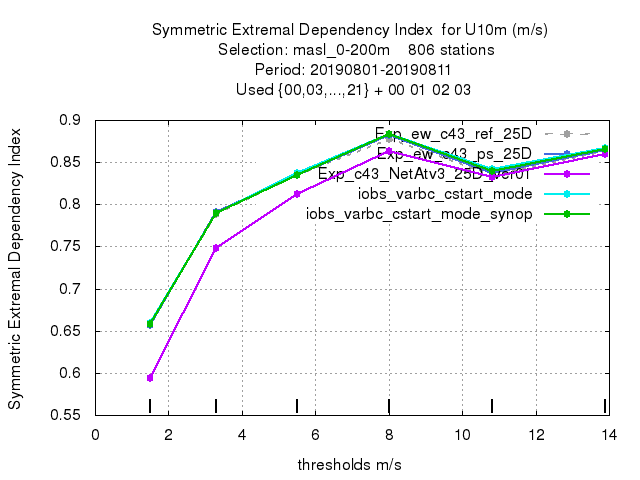 Symmetric Extremal Dependency Index for U10m (m/s)
Selection: masl_0-200m 806 stations
Period: 20190801-20190811
Used {00,03,...,21} + 00 01 02 03
Symmetric Extremal Dependency Index
0.9
0.85
0.8
0.75
0.7
0.65
0.6
0.55
Exp_ew_c43_ref_25D
Exp_ew_c43_ps_25D
Exp_c43_NetAtv3_25D_ver01
iobs_varbc_cstart_mode
iobs_varbc_cstart_mode_synop
0 2 4 6 8 10 12 14
thresholds m/s